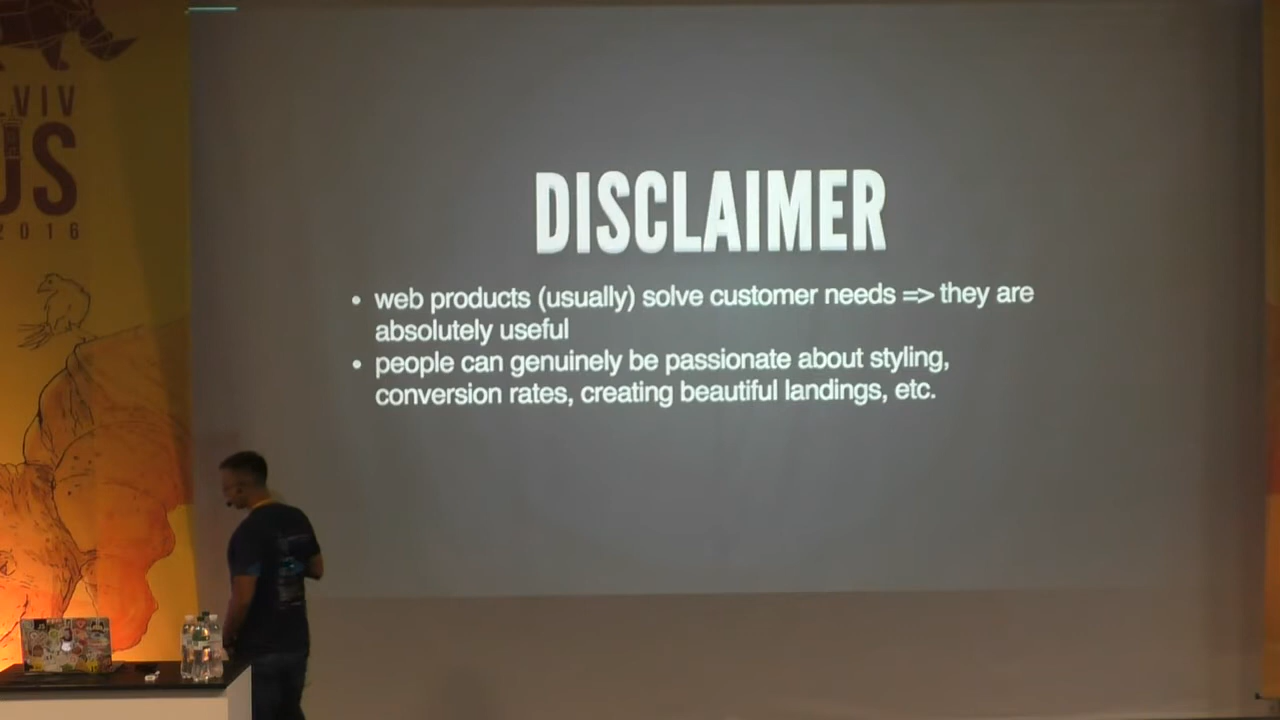 LVIV
JS
2016
DISCLAIMER
• web products (usually) solve customer needs => they are
absolutely useful
• people can genuinely be passionate about styling,
conversion rates, creating beautiful landings, etc.